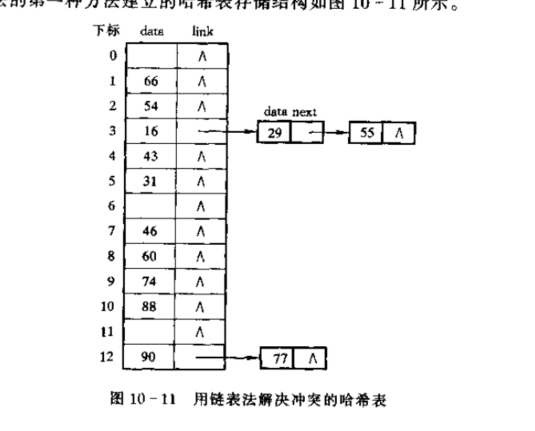 法的第一种方法建立的哈希表存储结构如图 10-11 所示。
下标 data link
0 Λ
1 66 Λ
2 54 Λ
data next
3 16 29 55 Λ
4 43 Λ
5 31 Λ
6 Λ
7 46 Λ
8 60 Λ
9 74 Λ
10 88 Λ
11 Λ
12 90 77 Λ
图 10-11 用链表法解决冲突的哈希表